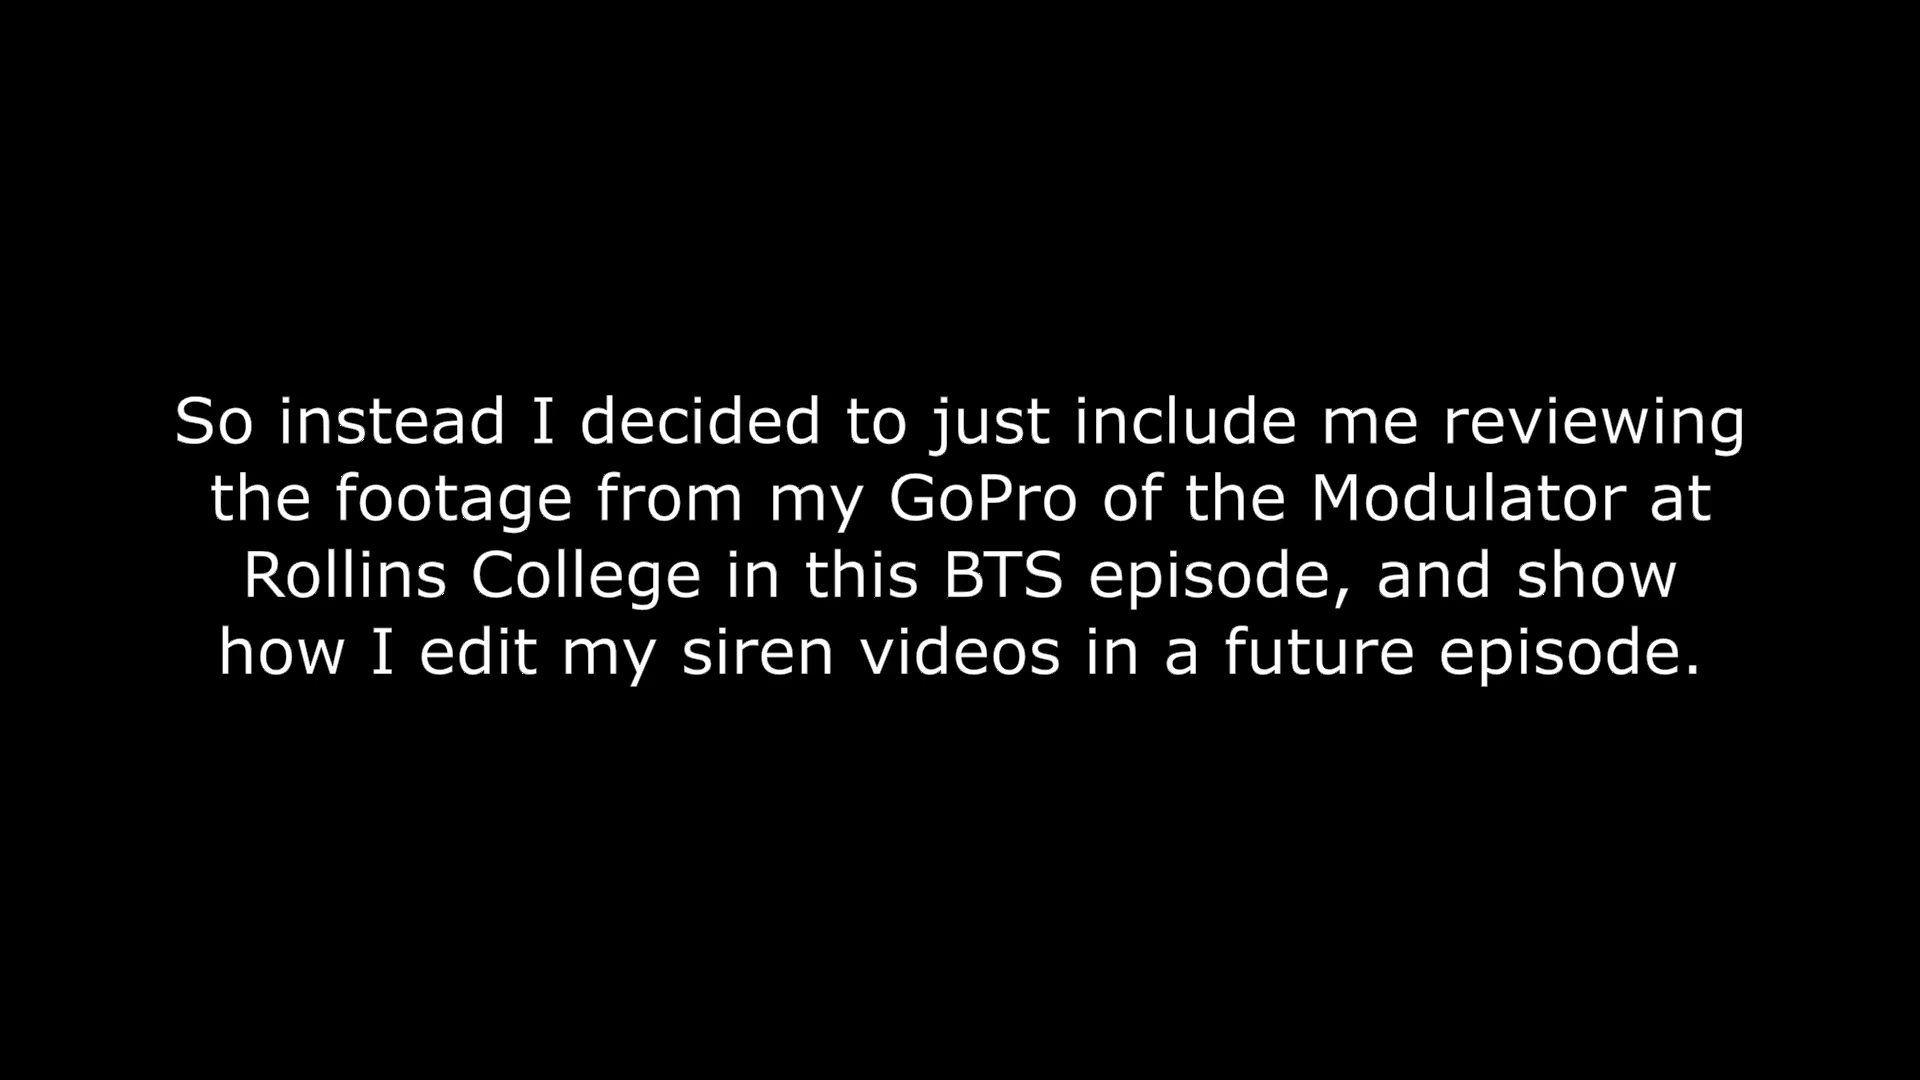 So instead I decided to just include me reviewing
the footage from my GoPro of the Modulator at
Rollins College in this BTS episode, and show
how I edit my siren videos in a future episode.